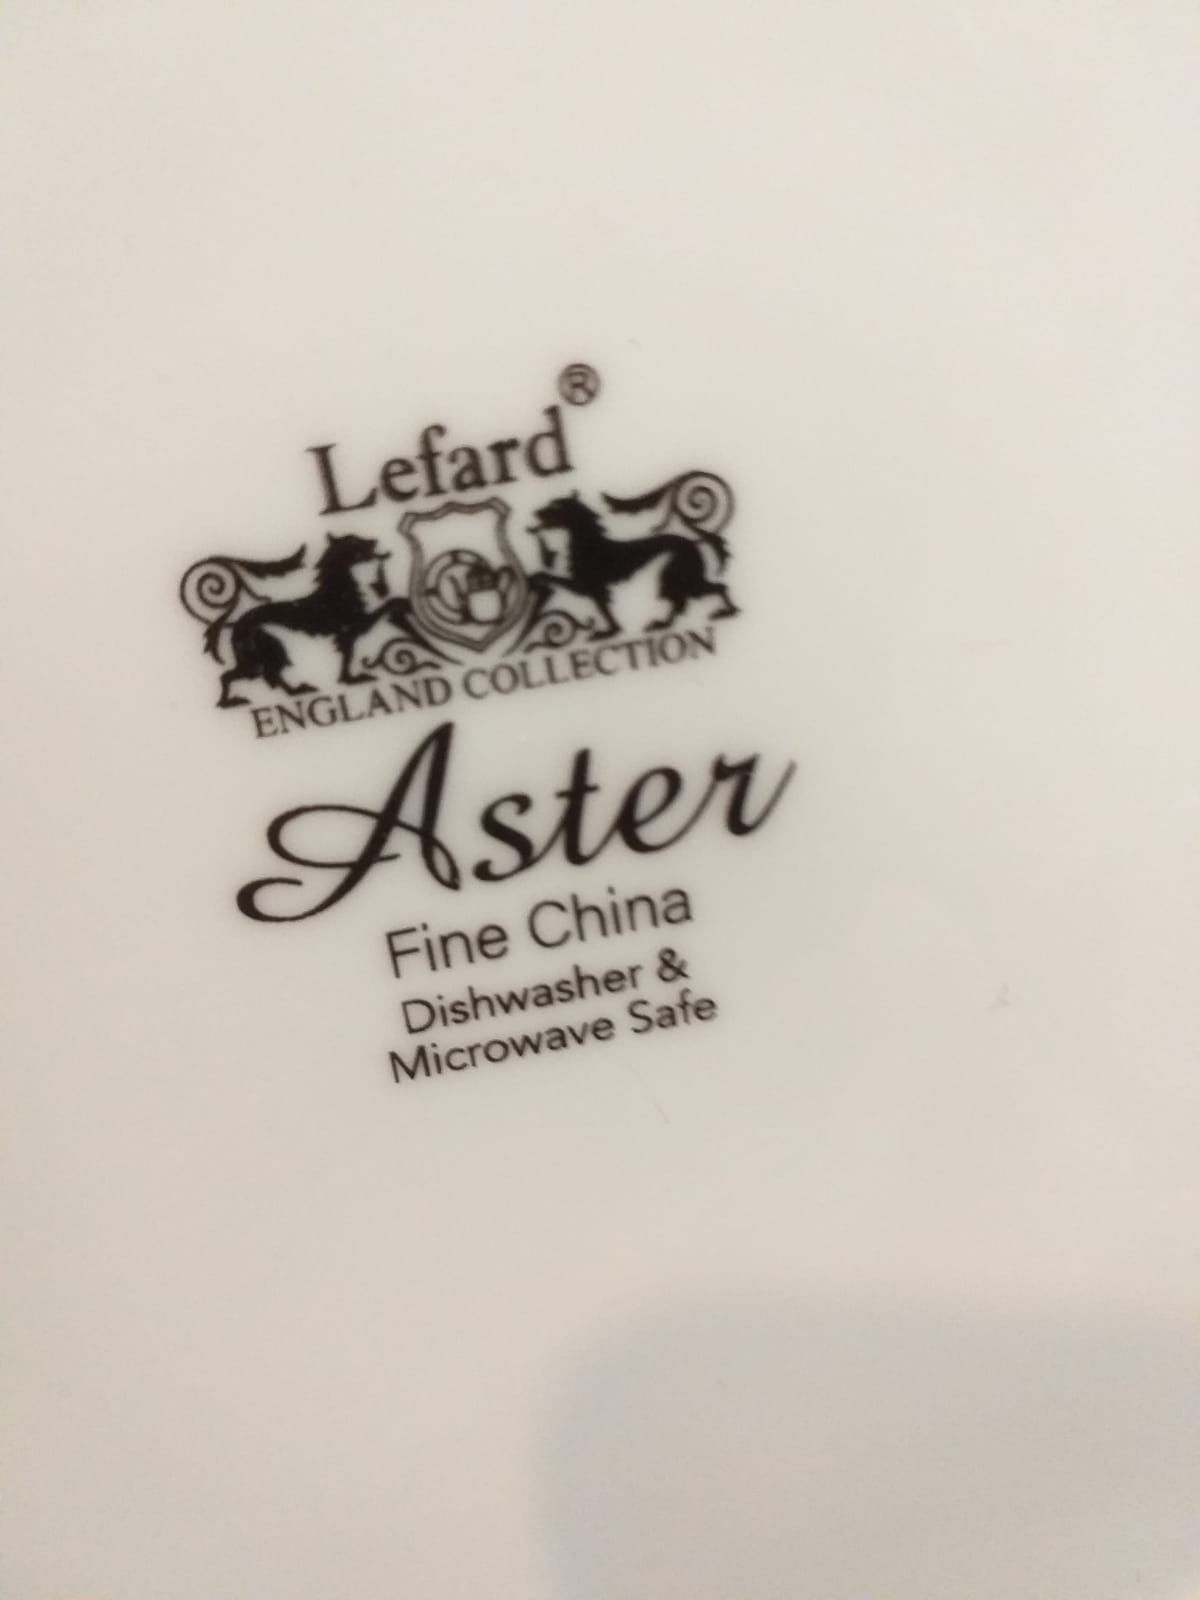 Lefard®
ENGLAND COLLECTION
Aster
Fine China
Dishwasher &
Microwave Safe